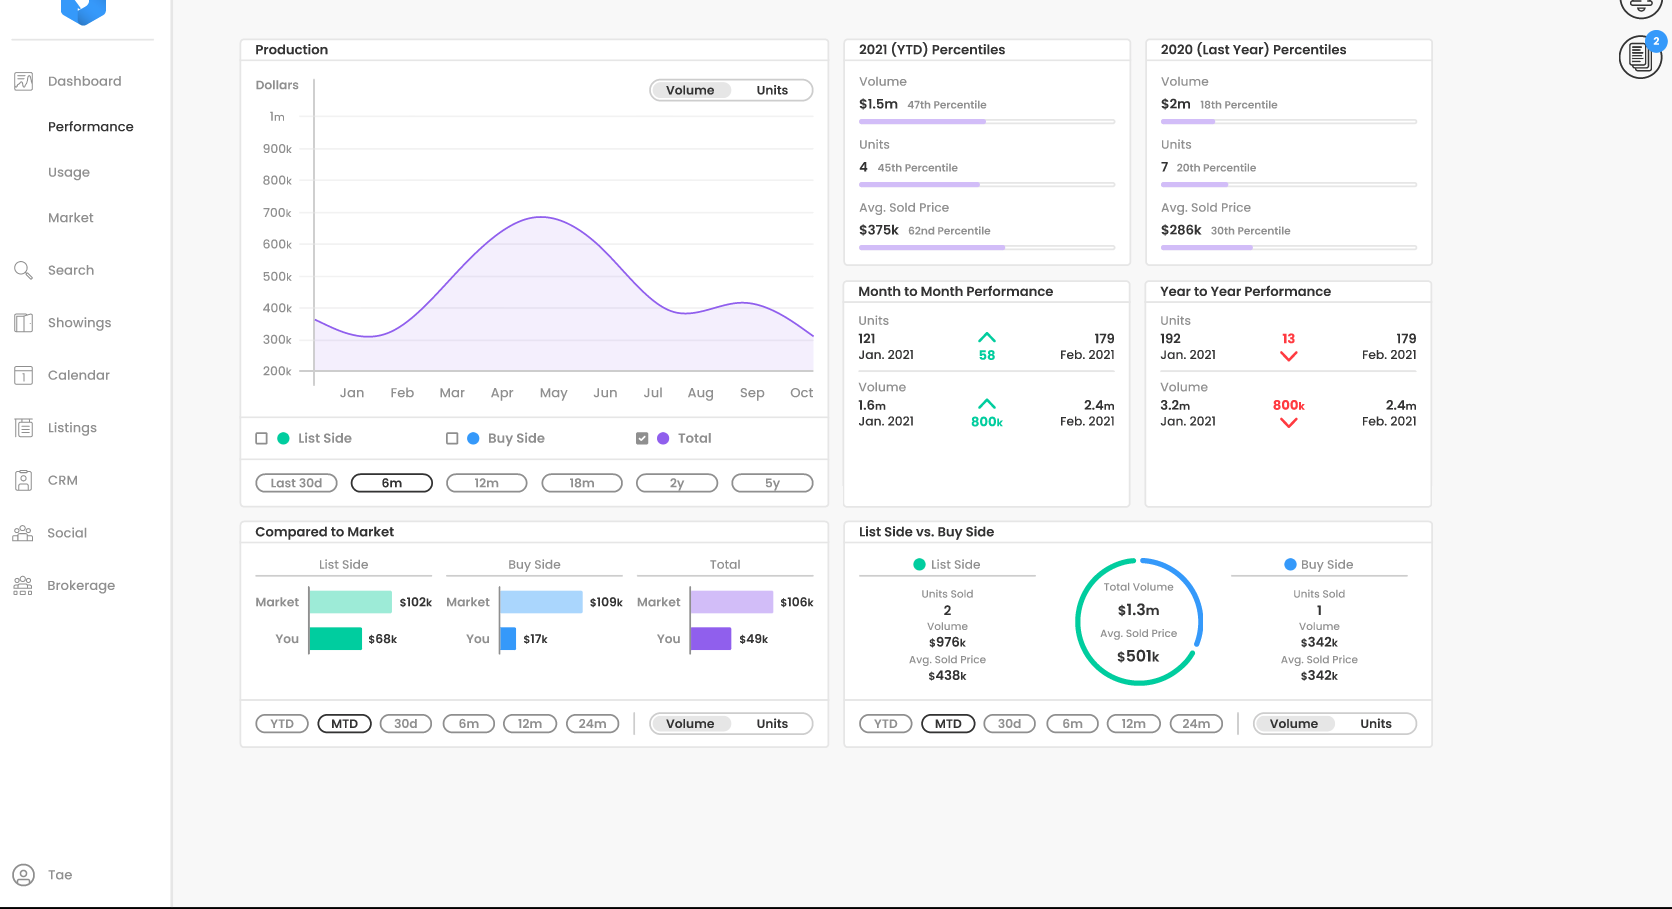 2
Dashboard
Performance
Usage
Market
Search
Showings
Calendar
1
Listings
CRM
Social
Brokerage
Tae
Production
Dollars
Volume Units
1m
900k
800k
700k
600k
500k
400k
300k
200k
Jan Feb Mar Apr May Jun Jul Aug Sep Oct
List Side Buy Side Total
Last 30d 6m 12m 18m 2y 5y
2021 (YTD) Percentiles
Volume
$1.5m 47th Percentile
Units
4 45th Percentile
Avg. Sold Price
$375k 62nd Percentile
2020 (Last Year) Percentiles
Volume
$2m 18th Percentile
Units
7 20th Percentile
Avg. Sold Price
$286k 30th Percentile
Month to Month Performance
Units
121 179
Jan. 2021 58 Feb. 2021
Volume
1.6m 2.4m
Jan. 2021 800k Feb. 2021
Year to Year Performance
Units
192 13 179
Jan. 2021 Feb. 2021
Volume
3.2m 800k 2.4m
Jan. 2021 Feb. 2021
Compared to Market
List Side Buy Side Total
Market $102k Market $109k Market $106k
You $68k You $17k You $49k
YTD MTD 30d 6m 12m 24m Volume Units
List Side vs. Buy Side
List Side
Units Sold
2
Volume
$976k
Avg. Sold Price
$438k
Total Volume
$1.3m
Avg. Sold Price
$501k
Buy Side
Units Sold
1
Volume
$342k
Avg. Sold Price
$342k
YTD MTD 30d 6m 12m 24m Volume Units